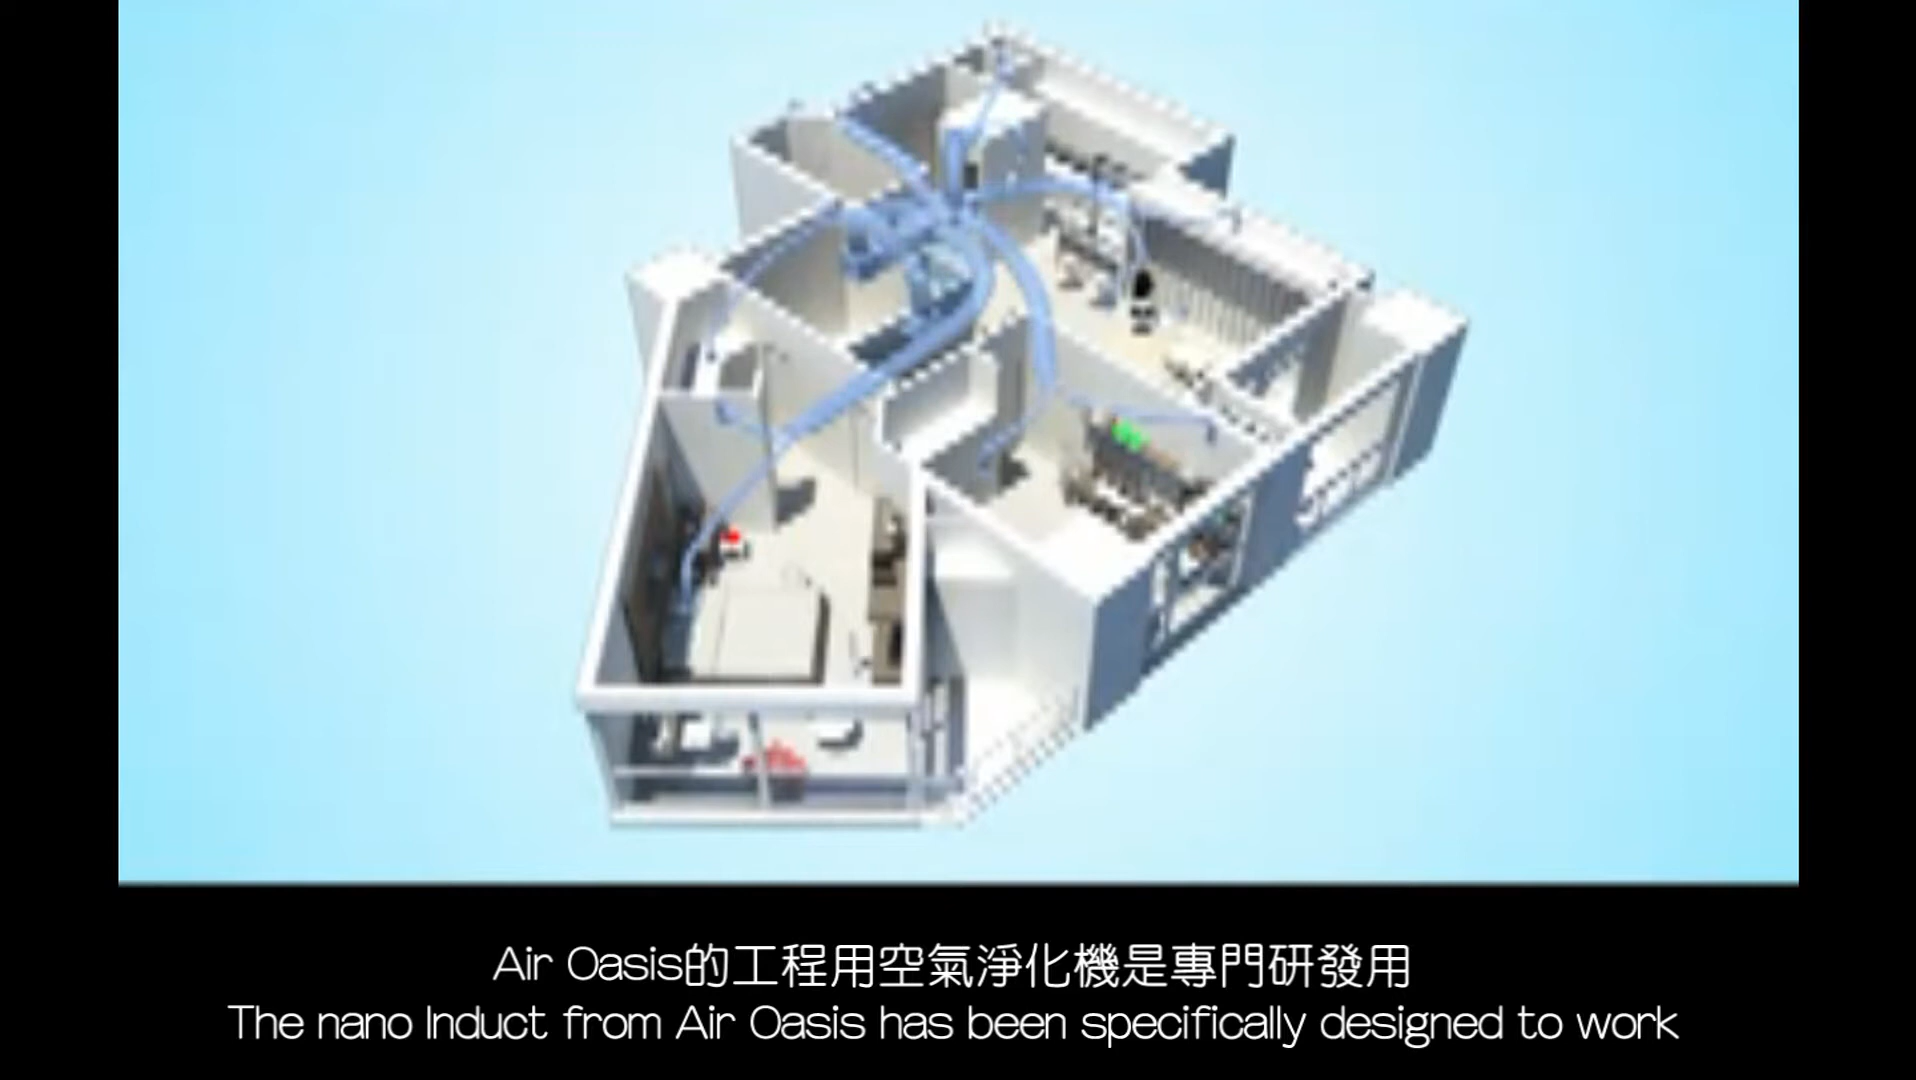 Air Oasis的工程用空氣淨化機是專門研發用
The nano Induct from Air Oasis has been specifically designed to work